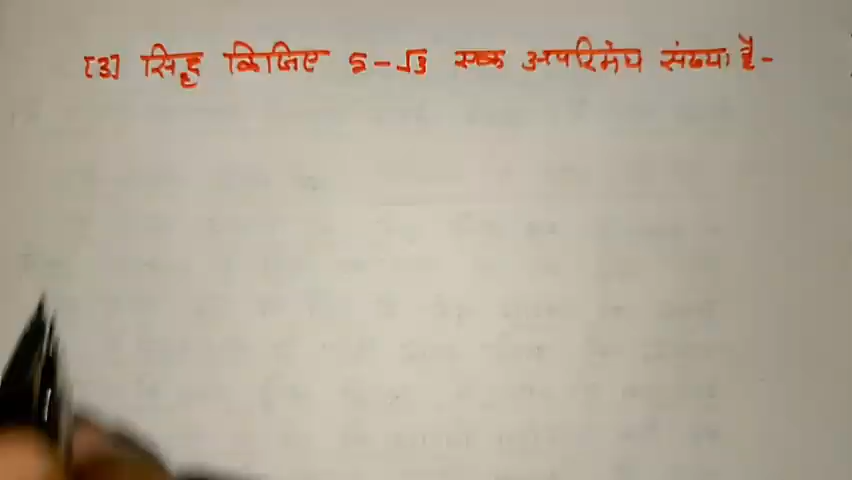 [3] सिद्ध किजिए 5-√3 एक अपरिमेय संख्या है-